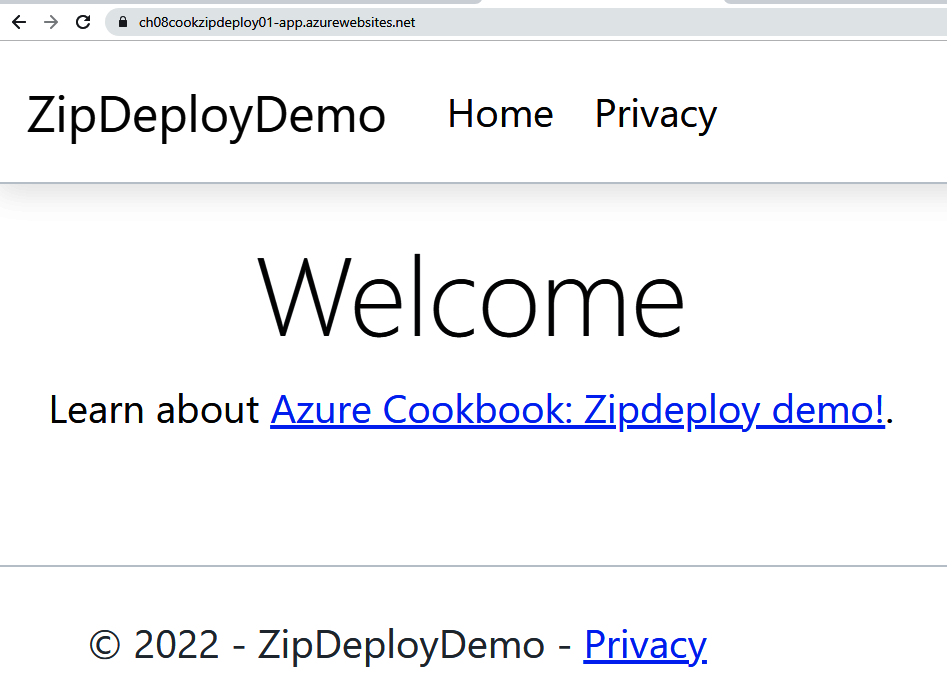 ch08cookzipdeploy01-app.azurewebsites.net
ZipDeployDemo Home Privacy
Welcome
Learn about Azure Cookbook: Zipdeploy demo!.
© 2022 - ZipDeployDemo - Privacy